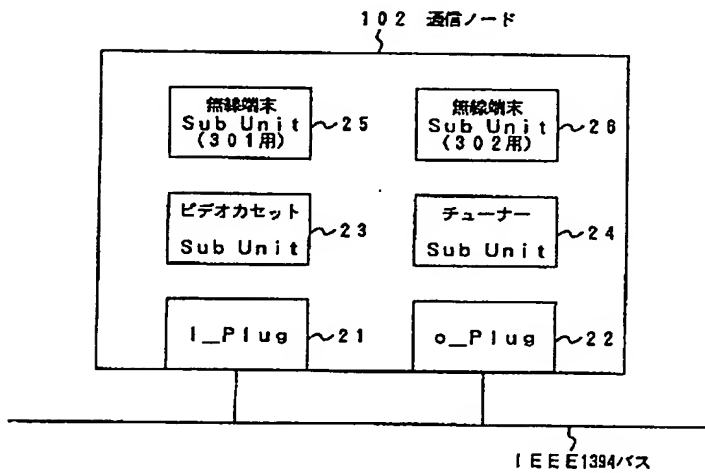 102 通信ノード
無線端末
Sub Unit
(301用)
25
無線端末
Sub Unit
(302用)
26
ビデオカセット
Sub Unit
23
チューナー
Sub Unit
24
I_Plug
21
o_Plug
22
IEEE1394バス